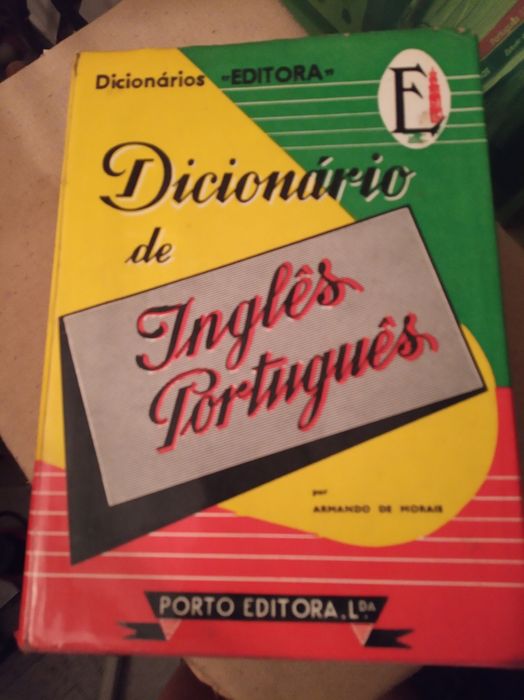 Dicionários "EDITORA"
E
Dicionário
de
Inglês
Português
por
ARMANDO DE MORAIS
PORTO EDITORA, L.DA